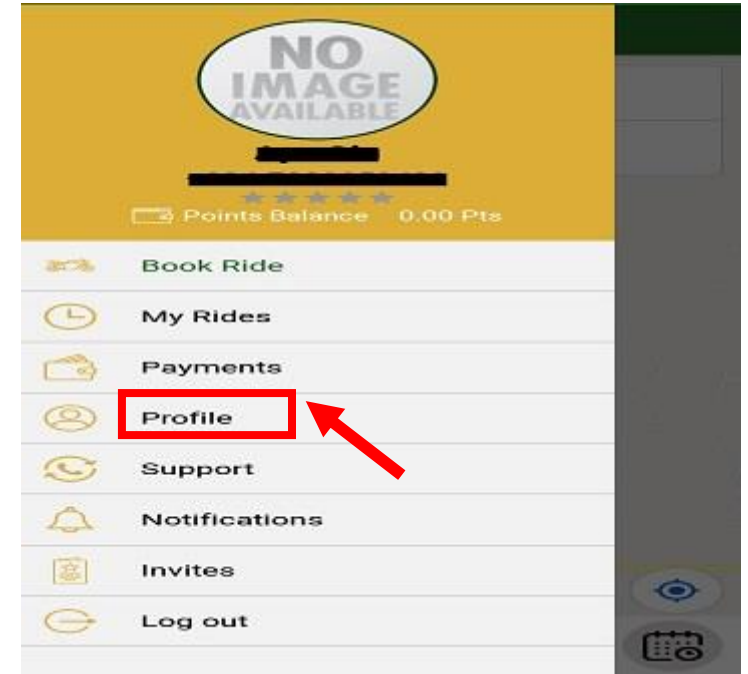 NO
IMAGE
AVAILABLE
Points Balance 0.00 Pts
Book Ride
My Rides
Payments
Profile
Support
Notifications
Invites
Log out